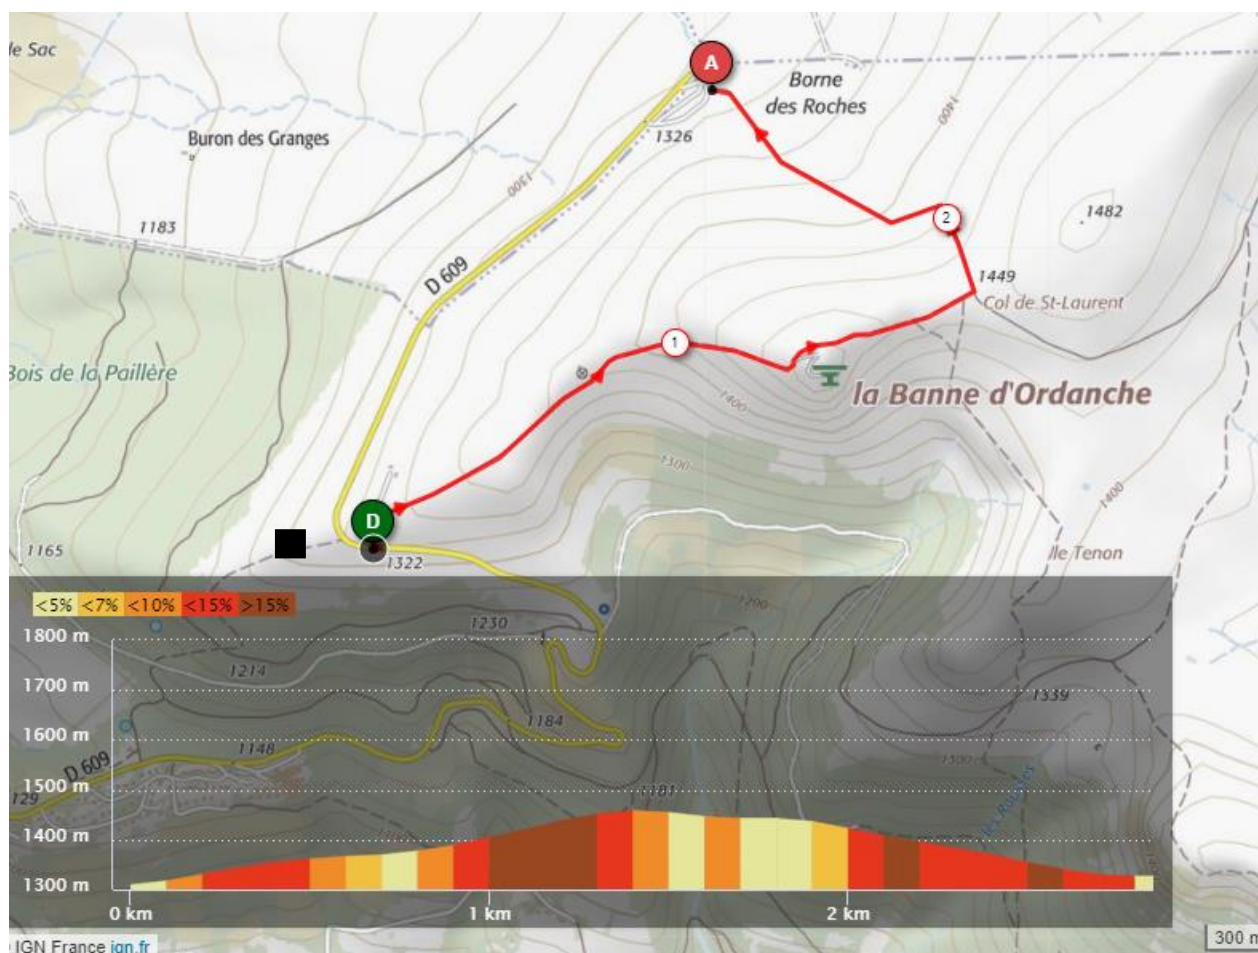 le Sac
A
Borne
des Roches
1400
Buron des Granges
1326
1300
1183
D 609
2
1482
1449
Col de St-Laurent
1
Bois de la Paillère
la Banne d'Ordanche
1400
1300
1400
D
1165
1322
lle Tenon
<5% <7% <10% <15% >15%
1200
1230
1800 m
1214
1700 m
1339
1184
1600 m
1148
D 609
1500 m
1300
129
1181
1400 m
1300 m
0 km 1 km 2 km
IGN France ign.fr
300 m